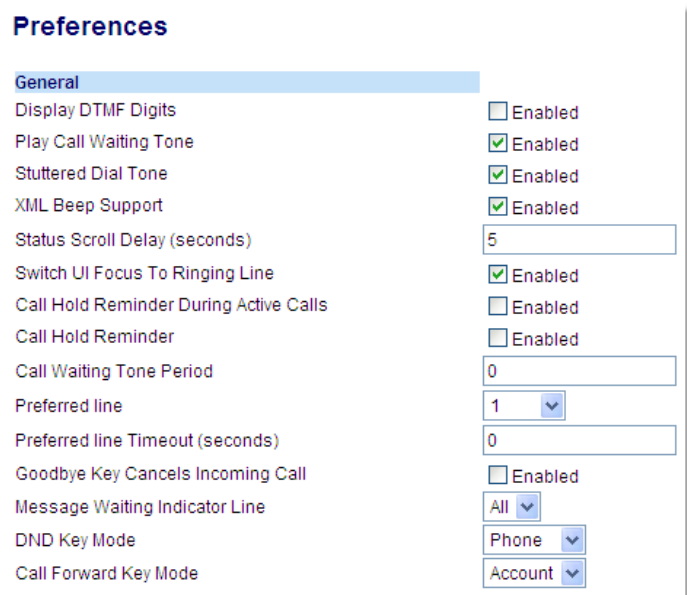 Preferences
General
Display DTMF Digits Enabled
Play Call Waiting Tone Enabled
Stuttered Dial Tone Enabled
XML Beep Support Enabled
Status Scroll Delay (seconds) 5
Switch UI Focus To Ringing Line Enabled
Call Hold Reminder During Active Calls Enabled
Call Hold Reminder Enabled
Call Waiting Tone Period 0
Preferred line 1
Preferred line Timeout (seconds) 0
Goodbye Key Cancels Incoming Call Enabled
Message Waiting Indicator Line All
DND Key Mode Phone
Call Forward Key Mode Account